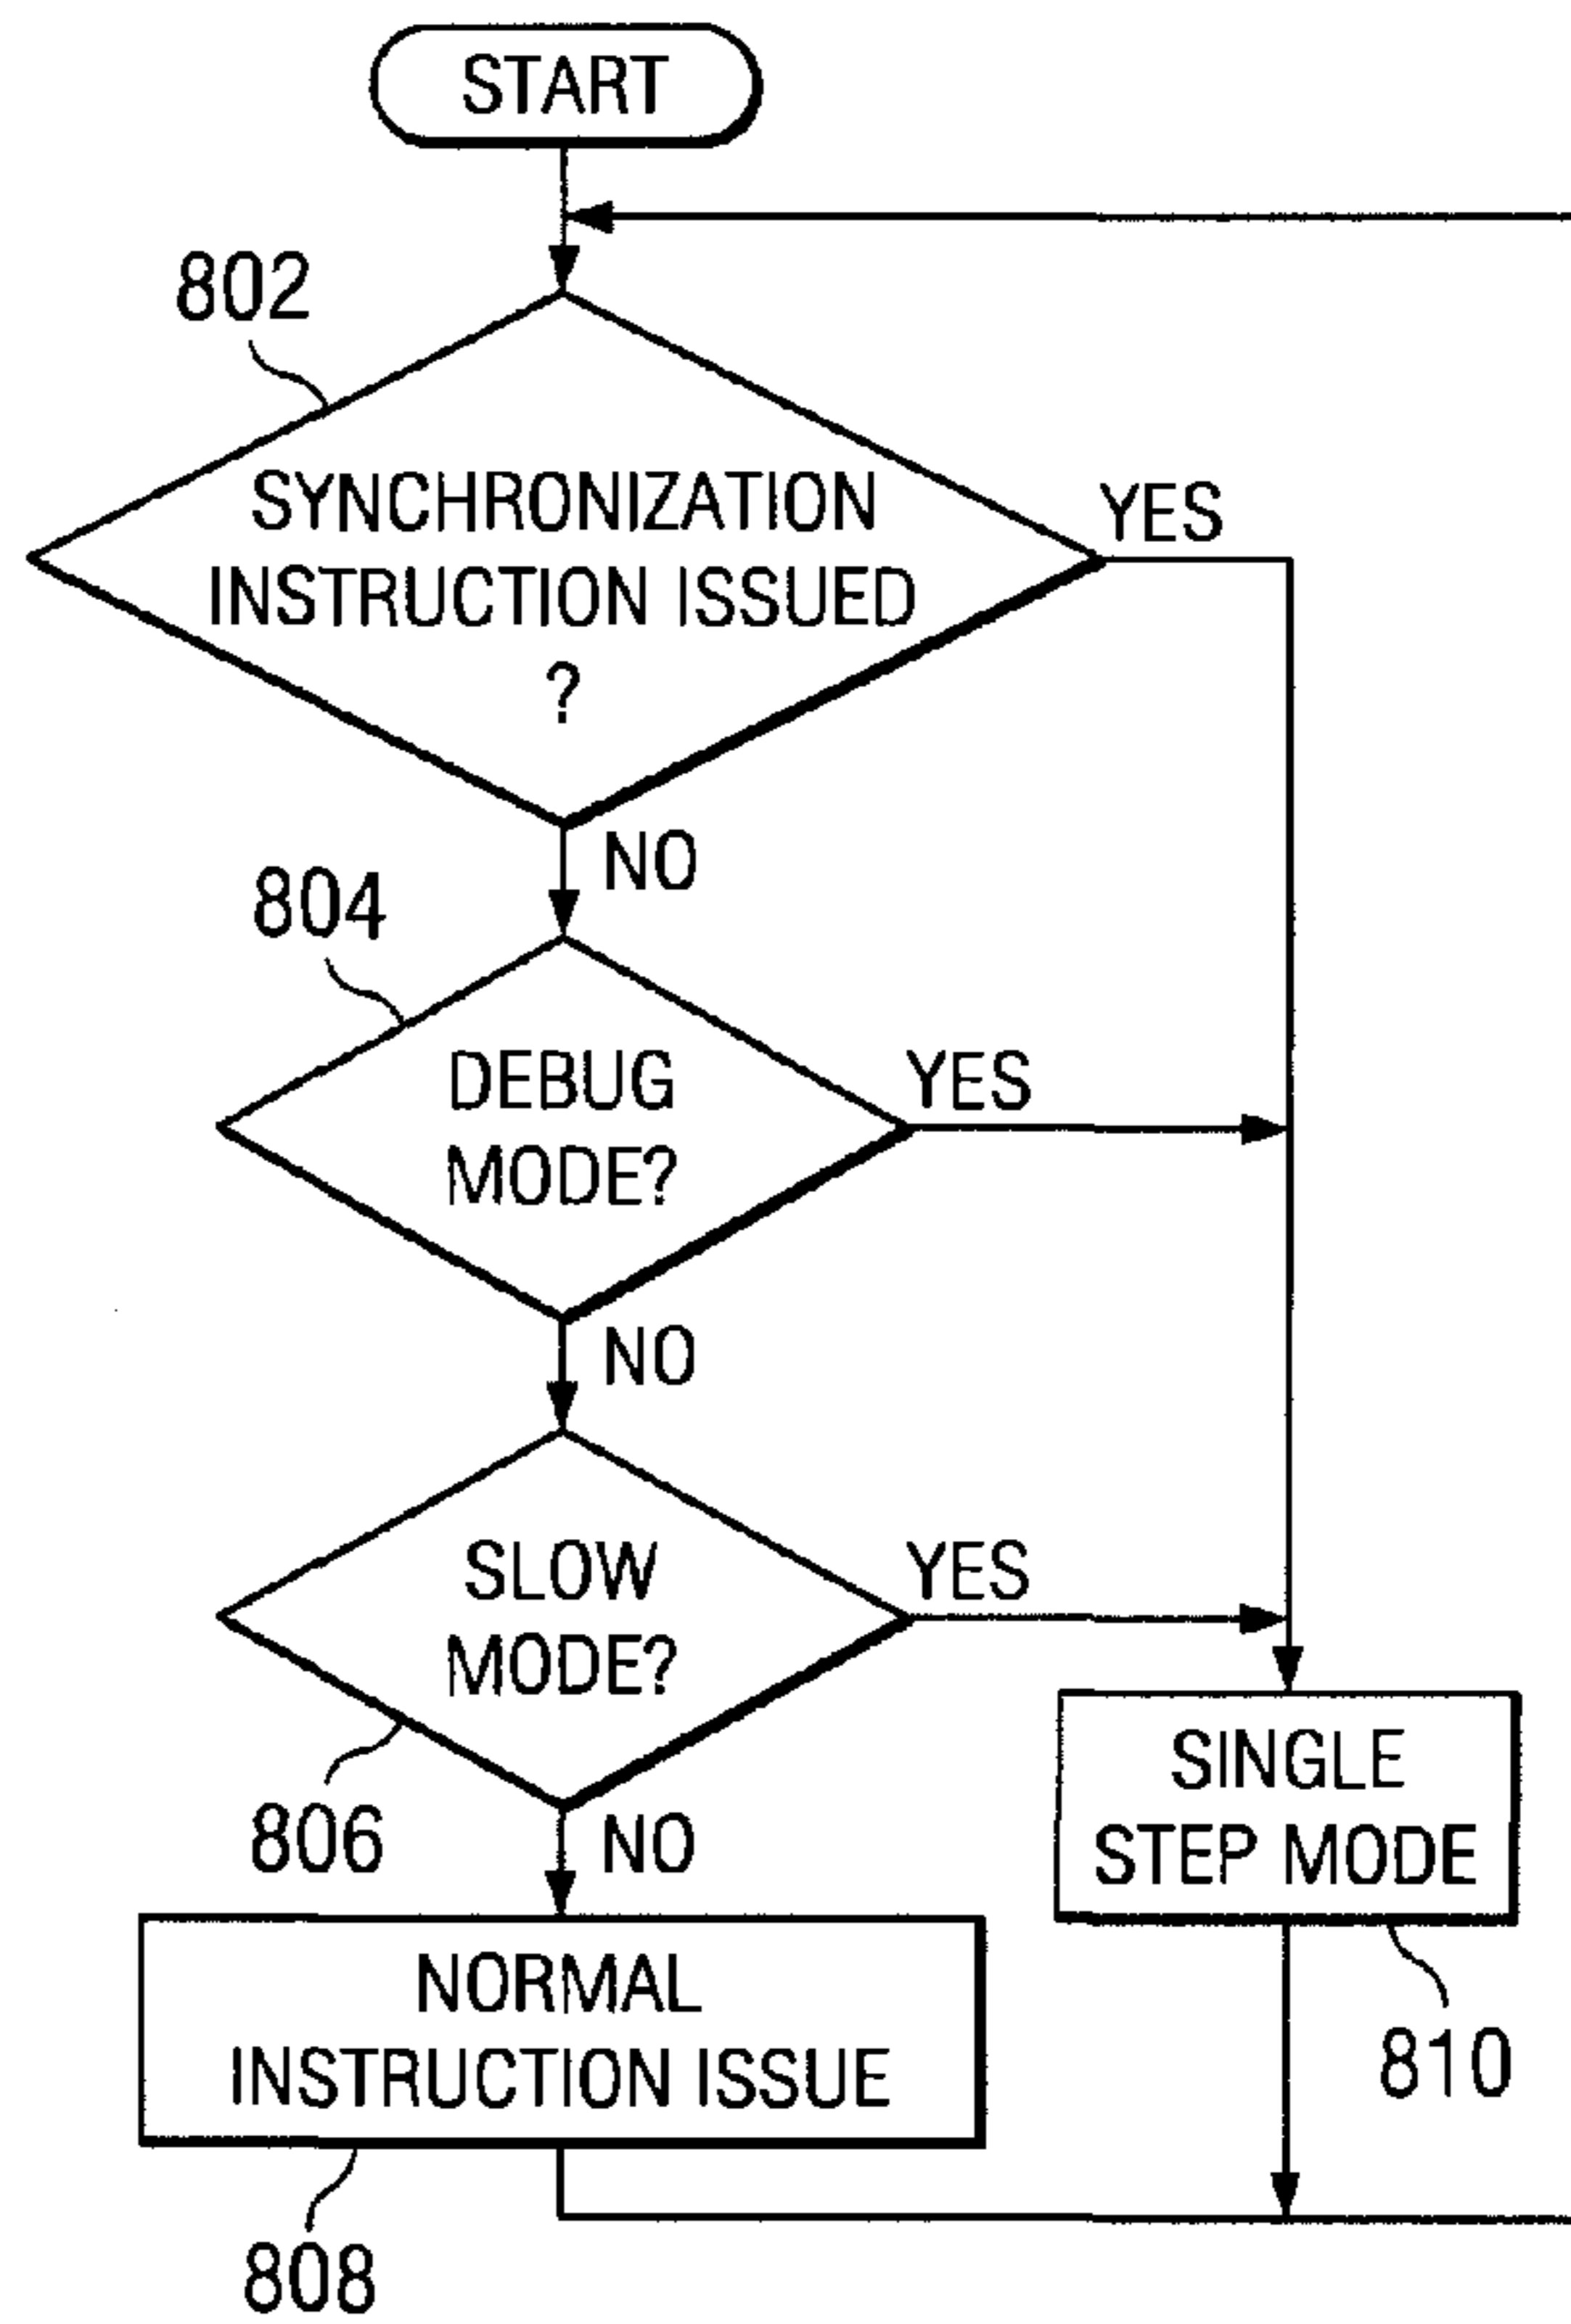 START
802
SYNCHRONIZATION
INSTRUCTION ISSUED
?
YES
NO
804
DEBUG
MODE?
YES
NO
SLOW
MODE?
YES
806
NO
SINGLE
STEP MODE
810
NORMAL
INSTRUCTION ISSUE
808